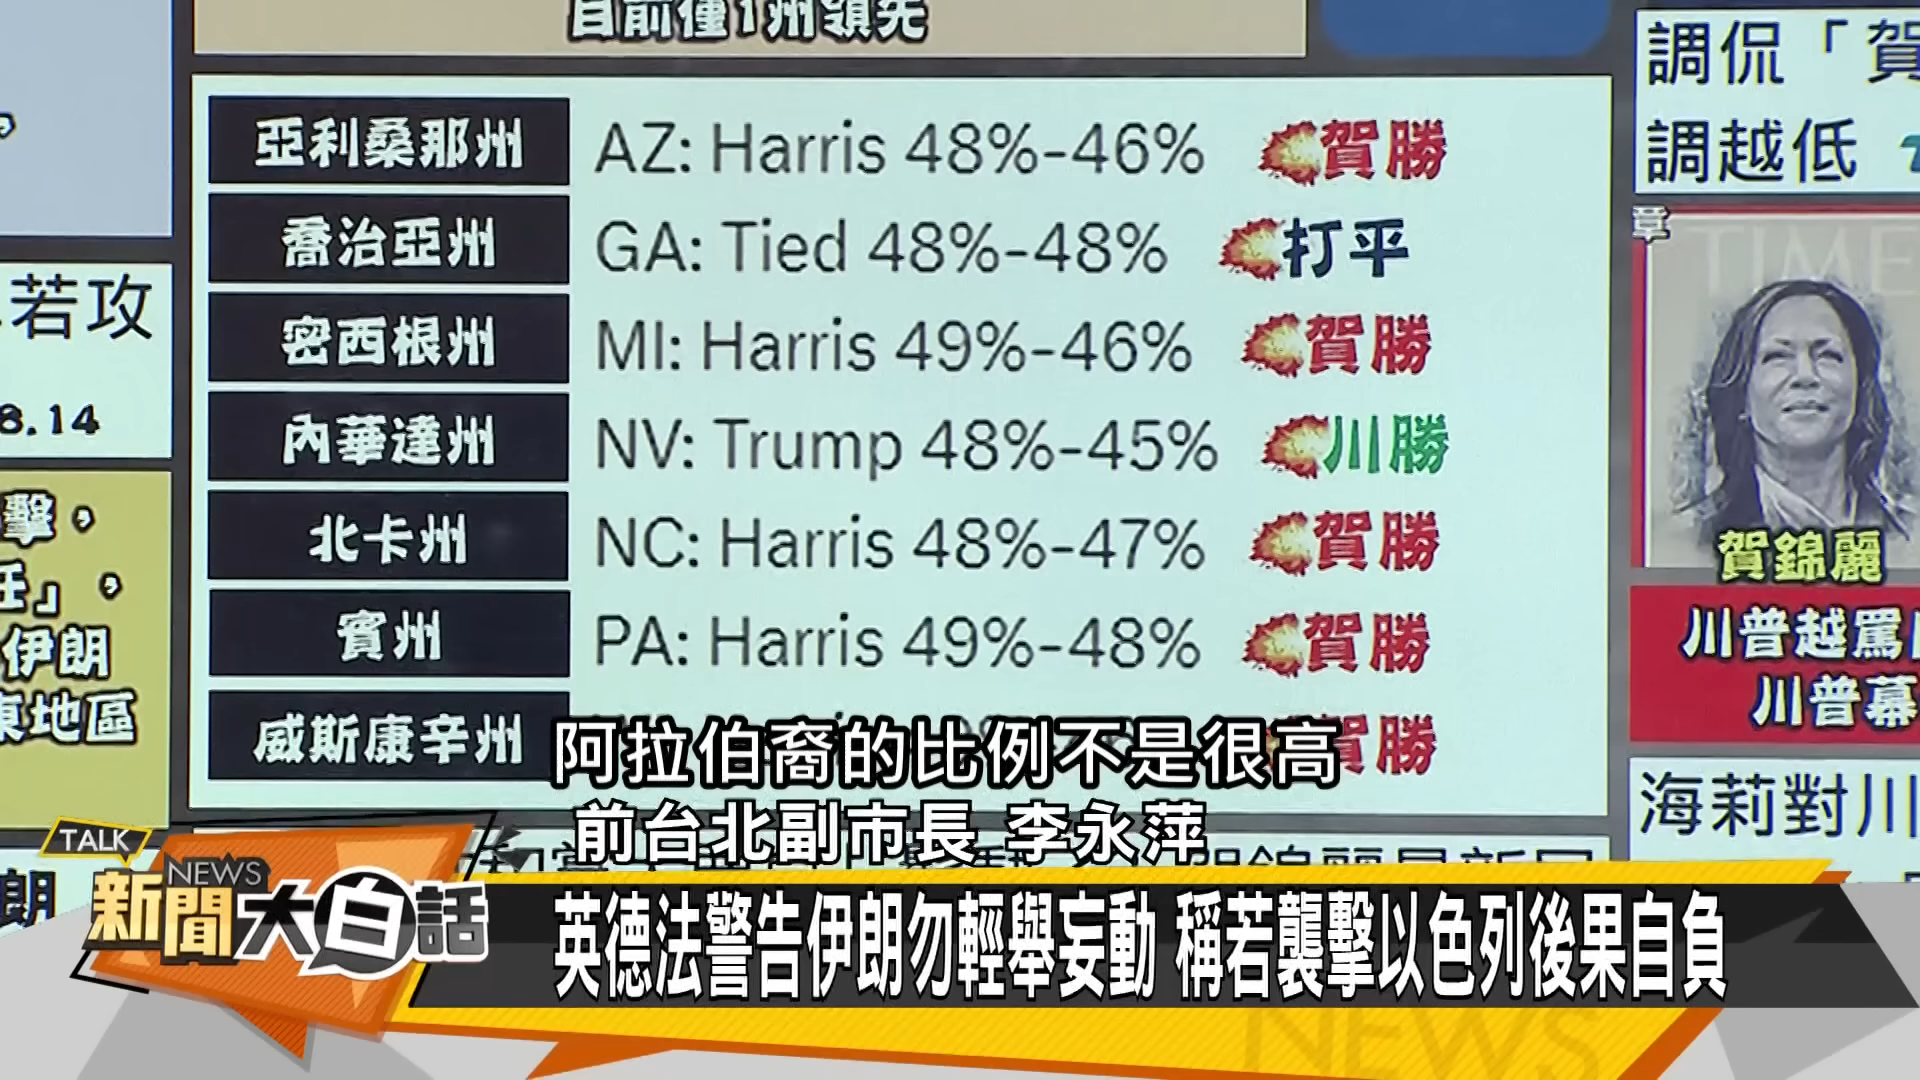 目前僅1州領先
亞利桑那州 AZ: Harris 48%-46% 賀勝
喬治亞州 GA: Tied 48%-48% 打平
密西根州 MI: Harris 49%-46% 賀勝
內華達州 NV: Trump 48%-45% 川勝
北卡州 NC: Harris 48%-47% 賀勝
賓州 PA: Harris 49%-48% 賀勝
威斯康辛州 賀勝
調侃「賀
調越低
章
TIME
賀錦麗
川普越罵
川普幕
海莉對川
若攻
8.14
擊，
任」，
伊朗
東地區
朗
阿拉伯裔的比例不是很高
前台北副市長 李永萍
TALK
NEWS
新聞大白話
英德法警告伊朗勿輕舉妄動 稱若襲擊以色列後果自負
NEWS